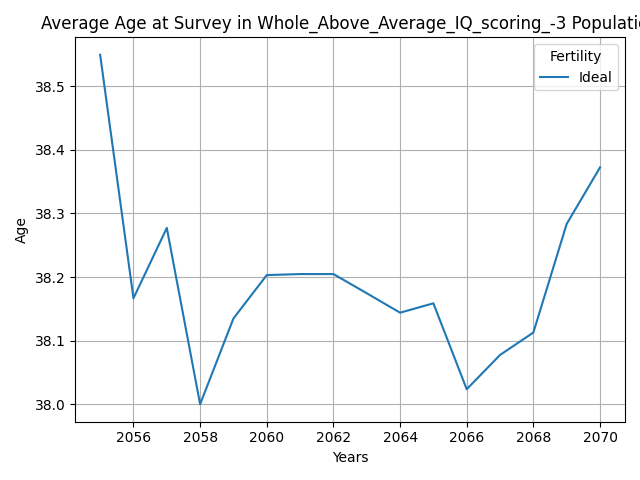 Average Age at Survey in Whole_Above_Average_IQ_scoring_-3 Populatio
Fertility
Ideal
Age
38.5
38.4
38.3
38.2
38.1
38.0
2056 2058 2060 2062 2064 2066 2068 2070
Years